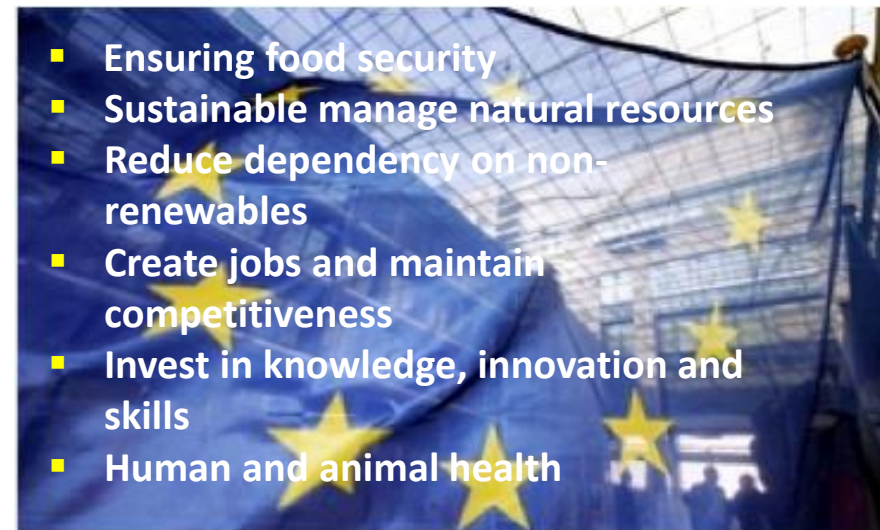 ▪ Ensuring food security
▪ Sustainable manage natural resources
▪ Reduce dependency on non-
renewables
▪ Create jobs and maintain
competitiveness
▪ Invest in knowledge, innovation and
skills
▪ Human and animal health